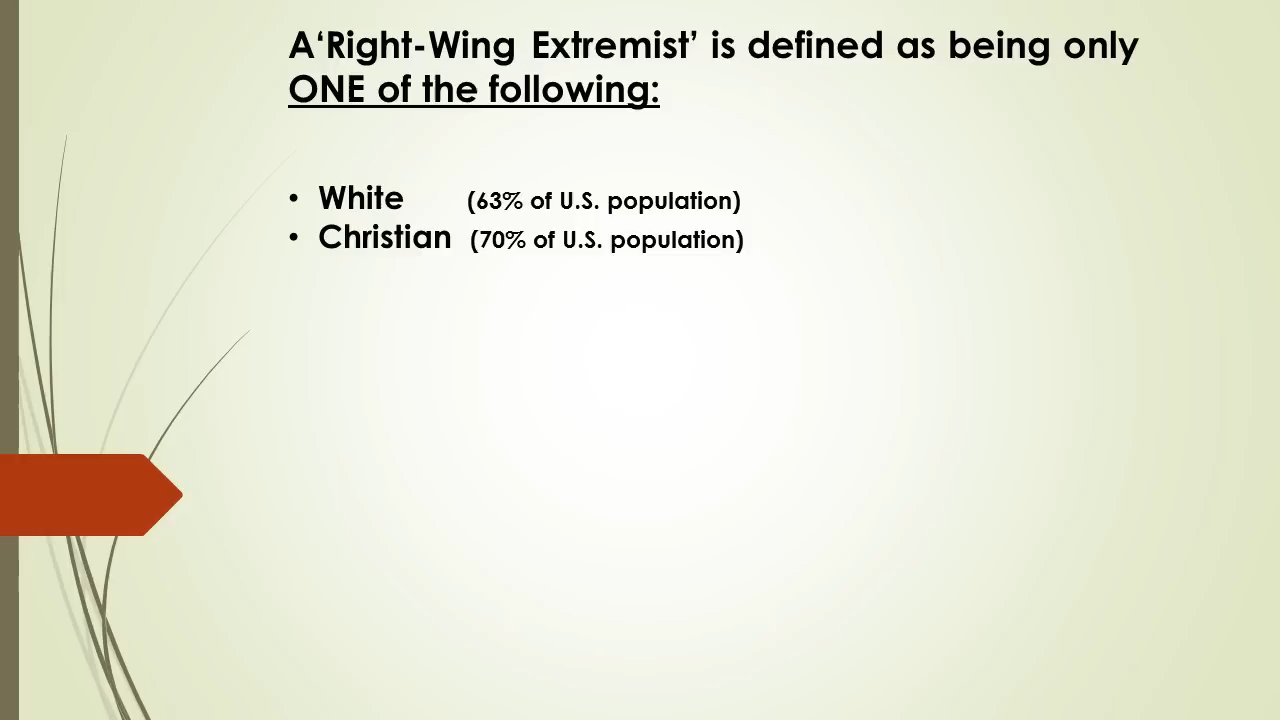 A‘Right-Wing Extremist’ is defined as being only
ONE of the following:
• White (63% of U.S. population)
• Christian (70% of U.S. population)